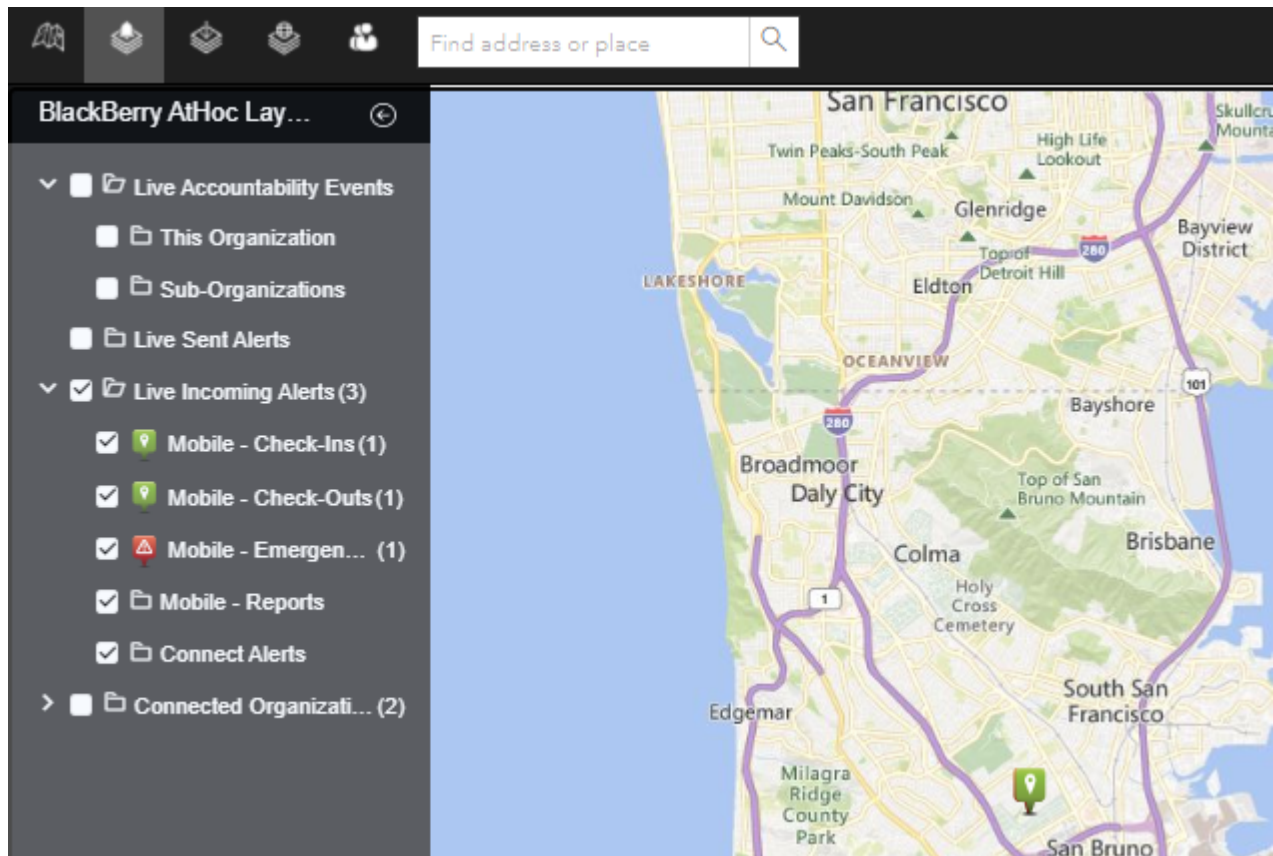 Find address or place
BlackBerry AtHoc Lay...
Live Accountability Events
This Organization
Sub-Organizations
Live Sent Alerts
Live Incoming Alerts (3)
Mobile - Check-Ins (1)
Mobile - Check-Outs (1)
Mobile - Emergen... (1)
Mobile - Reports
Connect Alerts
Connected Organizati... (2)
San Francisco
Twin Peaks-South Peak
High Life
Lookout
Mount Davidson
Glenridge
Bayview
District
Top of
Detroit Hill
280
LAKESHORE
Eldton
OCEANVIEW
101
Bayshore
280
Broadmoor
Daly City
Top of San
Bruno Mountain
Brisbane
Colma
1
Holy
Cross
Cemetery
South San
Francisco
Edgemar
Milagra
Ridge
County
Park
San Bruno